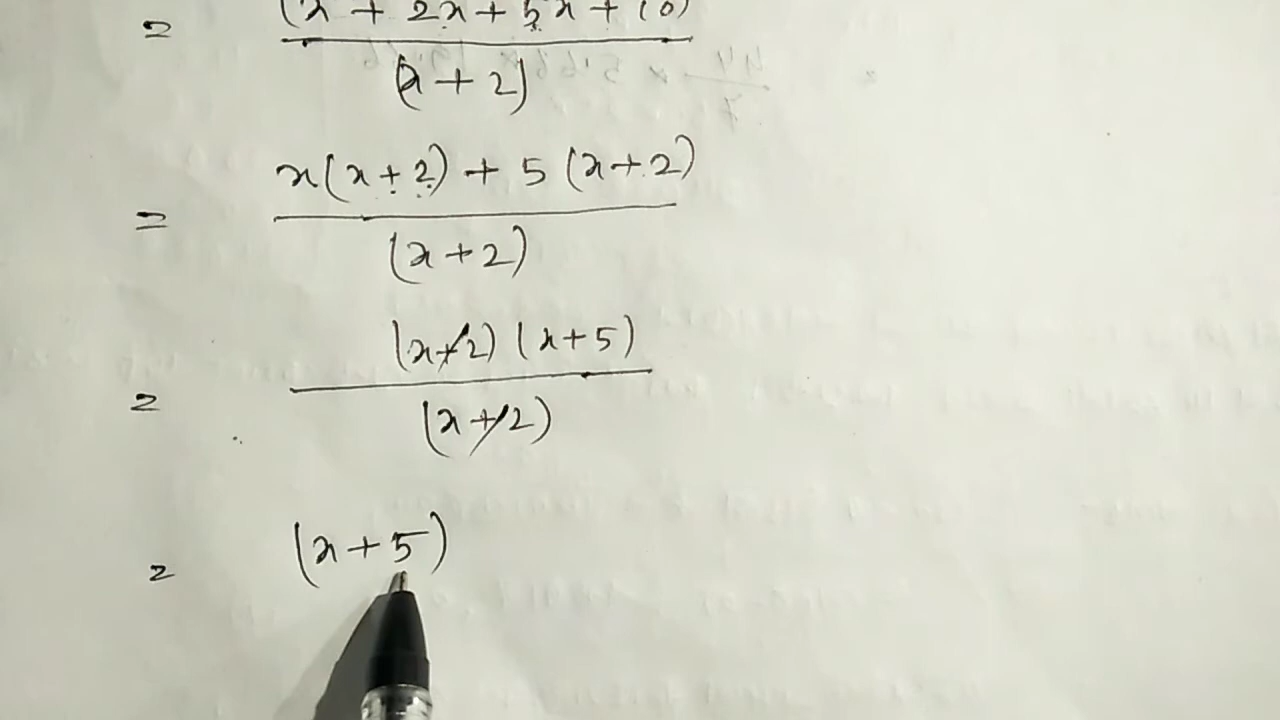 = (x + 2x + 5x + 10)
(x + 2)
= x(x + 2) + 5 (x + 2)
(x + 2)
= (x + 2) (x + 5)
(x + 2)
= (x + 5)